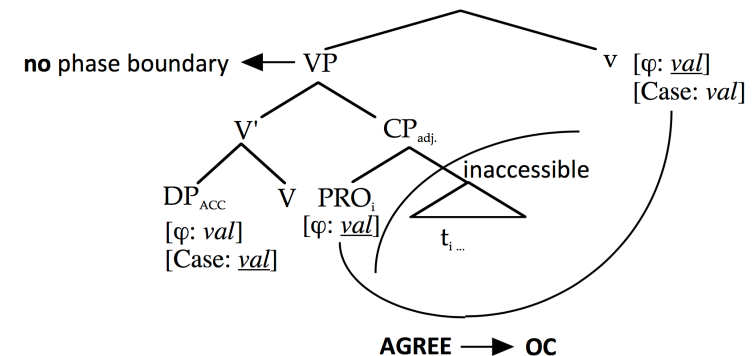 no phase boundary VP v [φ: val]
[Case: val]
V' CP adj.
inaccessible
DP ACC V PRO i
[φ: val] [φ: val]
[Case: val] t i ...
AGREE OC